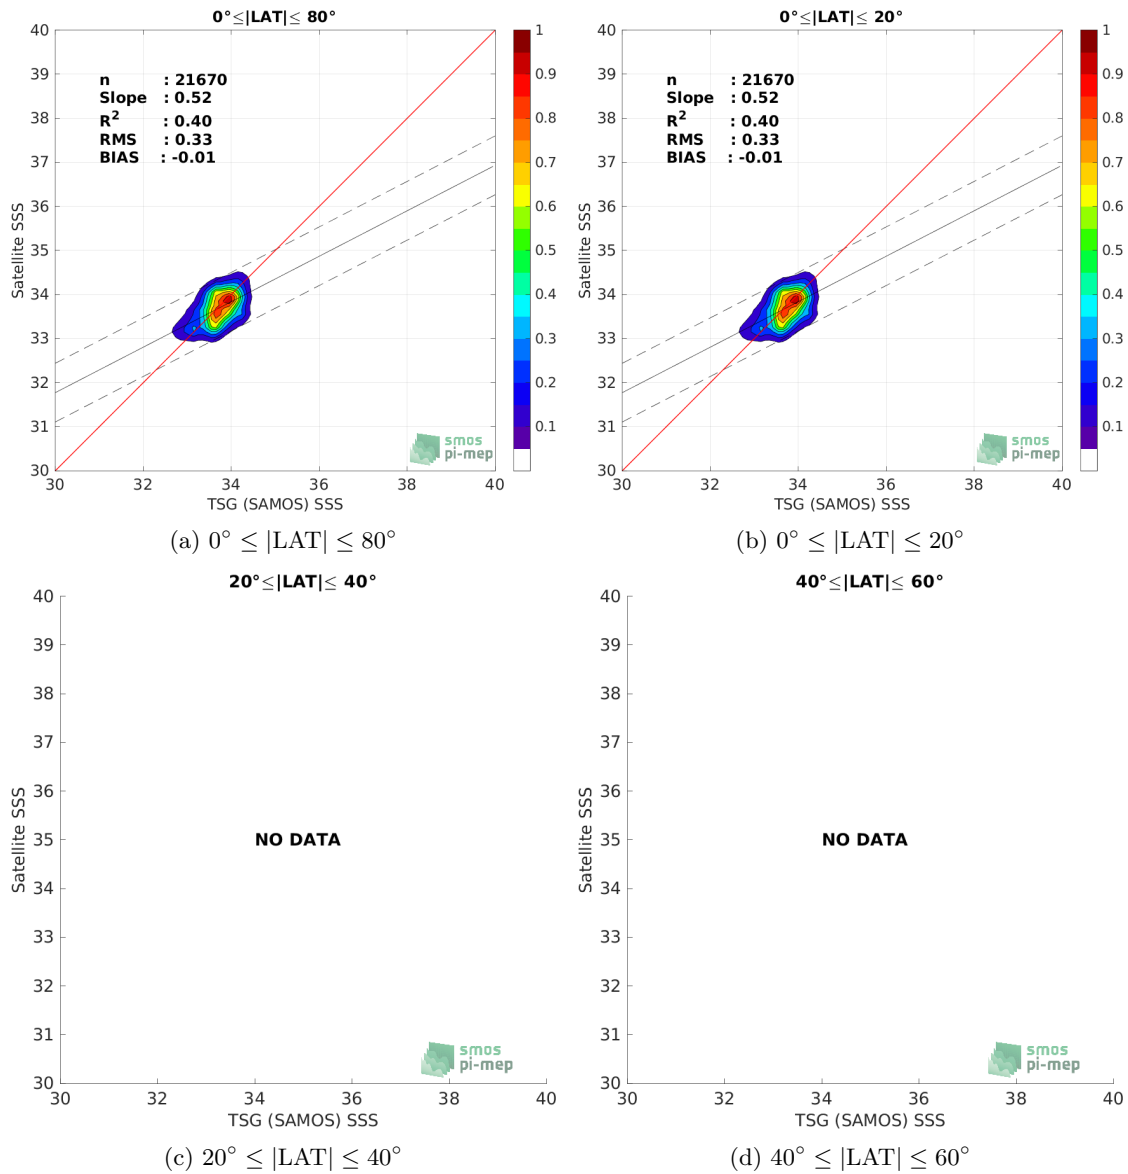 0°≤|LAT|≤ 80°
40
39
38
37
36
35
34
33
32
31
30
Satellite SSS
n : 21670
Slope : 0.52
R² : 0.40
RMS : 0.33
BIAS : -0.01
1
0.9
0.8
0.7
0.6
0.5
0.4
0.3
0.2
0.1
smos
pi-mep
30 32 34 36 38 40
TSG (SAMOS) SSS
(a) 0° ≤ |LAT| ≤ 80°
0°≤|LAT|≤ 20°
40
39
38
37
36
35
34
33
32
31
30
Satellite SSS
n : 21670
Slope : 0.52
R² : 0.40
RMS : 0.33
BIAS : -0.01
1
0.9
0.8
0.7
0.6
0.5
0.4
0.3
0.2
0.1
smos
pi-mep
30 32 34 36 38 40
TSG (SAMOS) SSS
(b) 0° ≤ |LAT| ≤ 20°
20°≤|LAT|≤ 40°
40
39
38
37
36
35
34
33
32
31
30
Satellite SSS
NO DATA
smos
pi-mep
30 32 34 36 38 40
TSG (SAMOS) SSS
(c) 20° ≤ |LAT| ≤ 40°
40°≤|LAT|≤ 60°
40
39
38
37
36
35
34
33
32
31
30
Satellite SSS
NO DATA
smos
pi-mep
30 32 34 36 38 40
TSG (SAMOS) SSS
(d) 40° ≤ |LAT| ≤ 60°